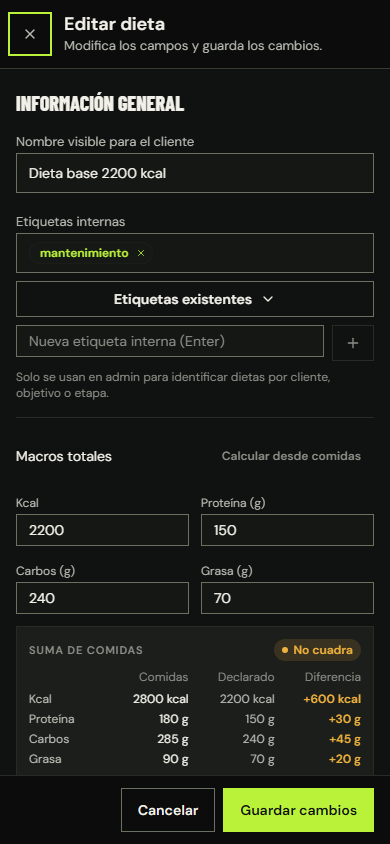 Editar dieta
Modifica los campos y guarda los cambios.
INFORMACIÓN GENERAL
Nombre visible para el cliente
Dieta base 2200 kcal
Etiquetas internas
mantenimiento ×
Etiquetas existentes
Nueva etiqueta interna (Enter) +
Solo se usan en admin para identificar dietas por cliente,
objetivo o etapa.
Macros totales Calcular desde comidas
Kcal Proteína (g)
2200 150
Carbos (g) Grasa (g)
240 70
SUMA DE COMIDAS No cuadra
Comidas Declarado Diferencia
Kcal 2800 kcal 2200 kcal +600 kcal
Proteína 180 g 150 g +30 g
Carbos 285 g 240 g +45 g
Grasa 90 g 70 g +20 g
Cancelar Guardar cambios